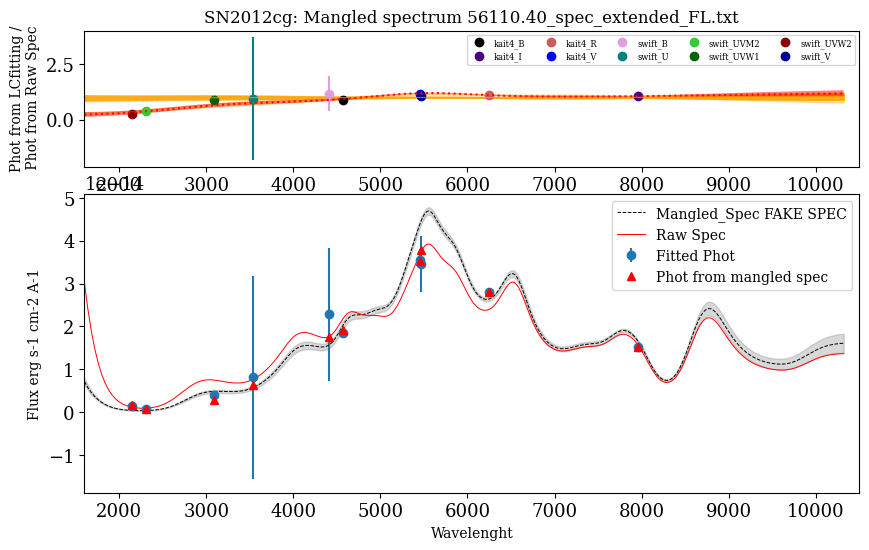 SN2012cg: Mangled spectrum 56110.40_spec_extended_FL.txt
Phot from LCfitting /
Phot from Raw Spec
2.5
0.0
kait4_B kait4_R swift_B swift_UVM2 swift_UVW2
kait4_I kait4_V swift_U swift_UVW1 swift_V
2000 3000 4000 5000 6000 7000 8000 9000 10000
1e−14
Flux erg s-1 cm-2 A-1
5
4
3
2
1
0
−1
Mangled_Spec FAKE SPEC
Raw Spec
Fitted Phot
Phot from mangled spec
2000 3000 4000 5000 6000 7000 8000 9000 10000
Wavelenght